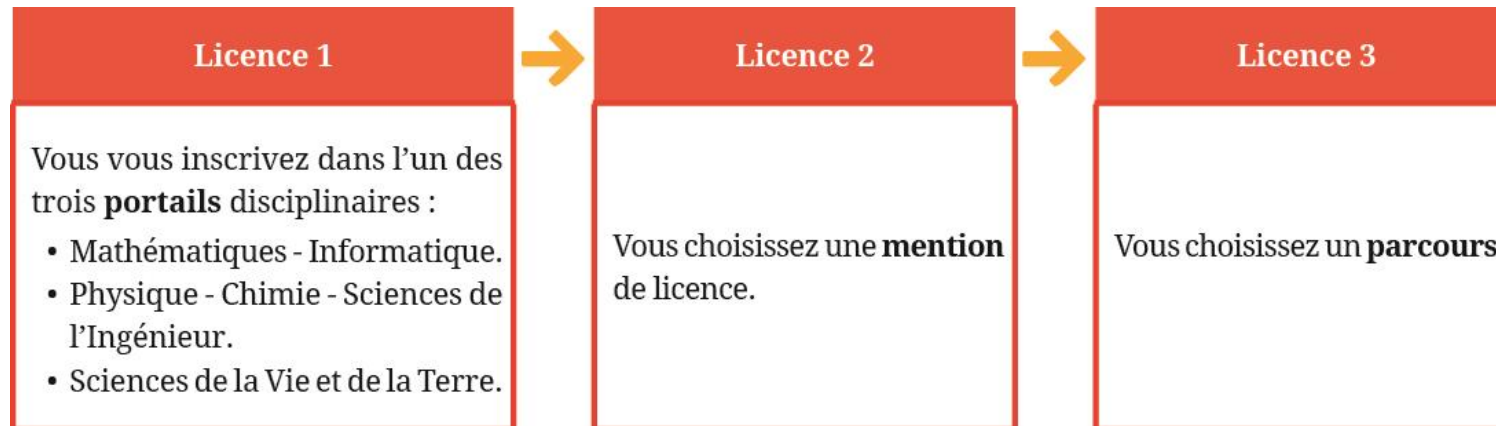 Licence 1
Vous vous inscrivez dans l’un des
trois portails disciplinaires :
• Mathématiques - Informatique.
• Physique - Chimie - Sciences de
l’Ingénieur.
• Sciences de la Vie et de la Terre.
Licence 2
Vous choisissez une mention
de licence.
Licence 3
Vous choisissez un parcours